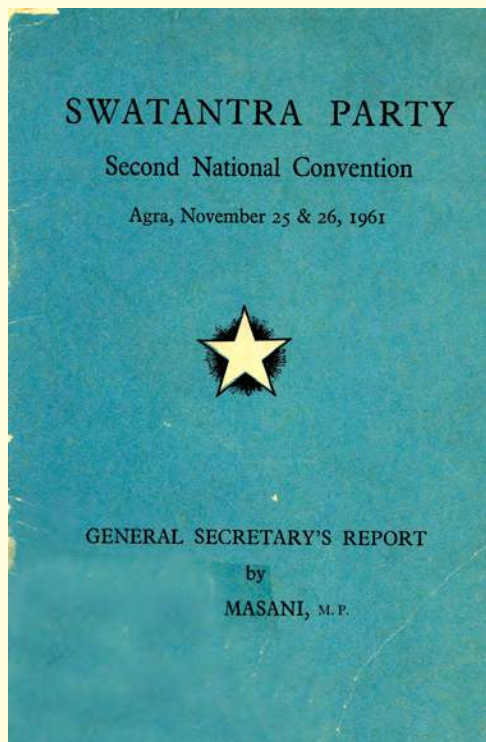 SWATANTRA PARTY
Second National Convention
Agra, November 25 & 26, 1961
GENERAL SECRETARY'S REPORT
by
MASANI, M. P.